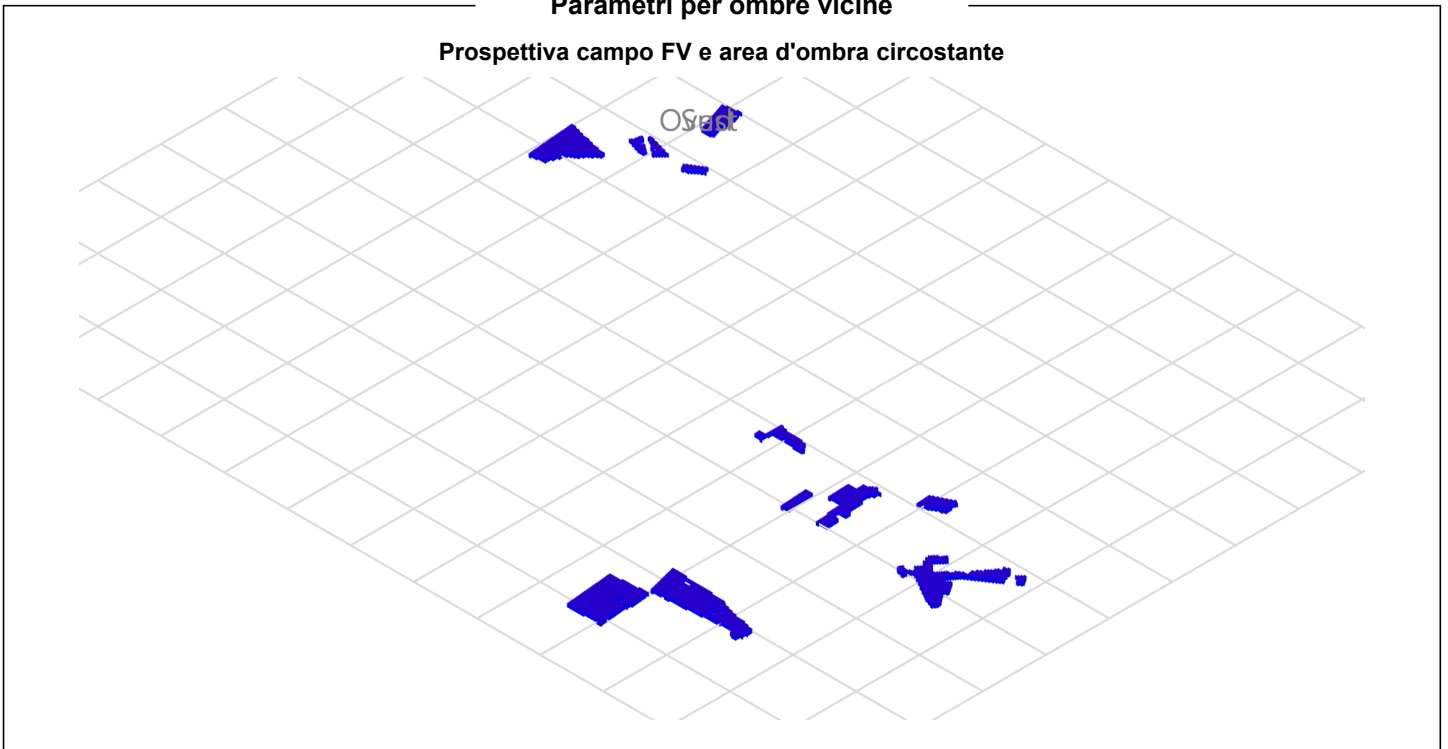 Parametri per ombre vicine
Prospettiva campo FV e area d'ombra circostante